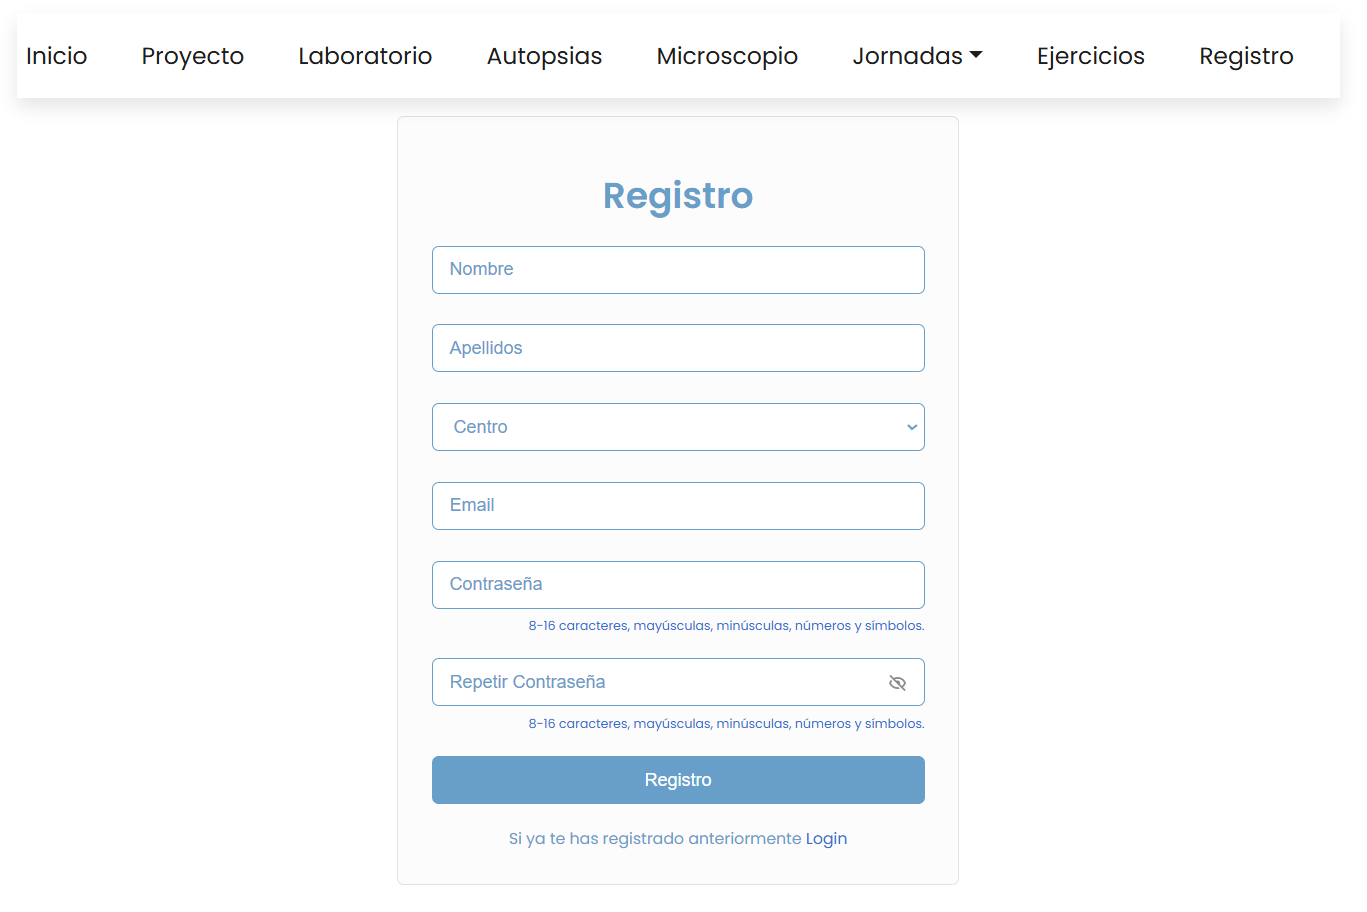 Inicio Proyecto Laboratorio Autopsias Microscopio Jornadas Ejercicios Registro
Registro
Nombre
Apellidos
Centro
Email
Contraseña
8-16 caracteres, mayúsculas, minúsculas, números y símbolos.
Repetir Contraseña
8-16 caracteres, mayúsculas, minúsculas, números y símbolos.
Registro
Si ya te has registrado anteriormente Login